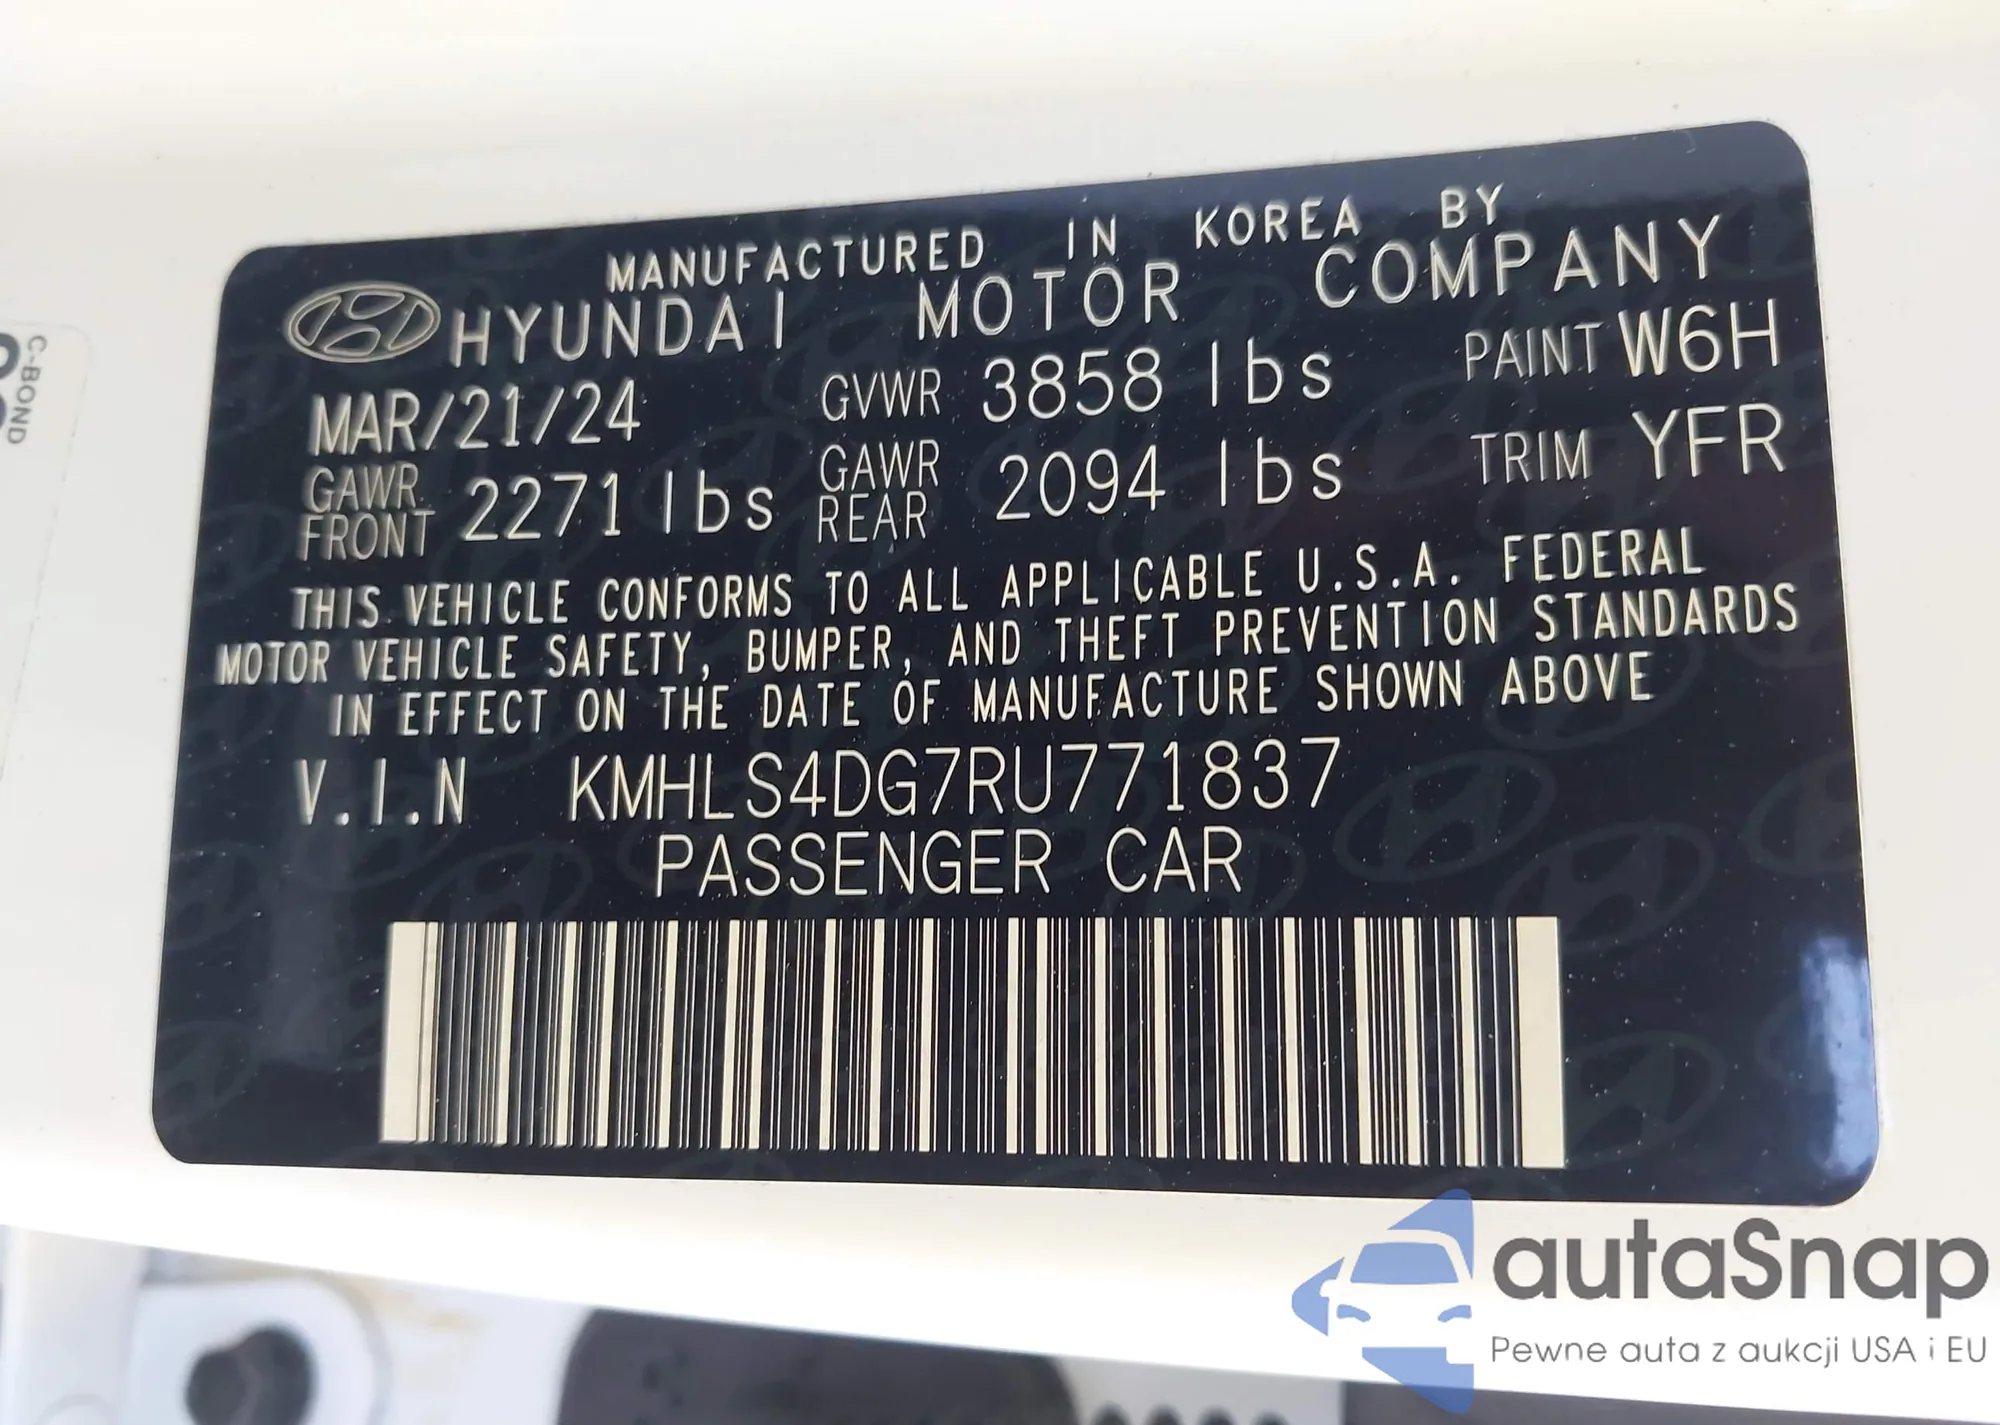 MANUFACTURED IN KOREA BY
HYUNDAI MOTOR COMPANY
MAR/21/24 GVWR 3858 lbs PAINT W6H
GAWR FRONT 2271 lbs GAWR REAR 2094 lbs TRIM YFR
THIS VEHICLE CONFORMS TO ALL APPLICABLE U.S.A. FEDERAL
MOTOR VEHICLE SAFETY, BUMPER, AND THEFT PREVENTION STANDARDS
IN EFFECT ON THE DATE OF MANUFACTURE SHOWN ABOVE
V.I.N KMHLS4DG7RU771837
PASSENGER CAR
C-BOND
autaSnap
Pewne auta z aukcji USA i EU